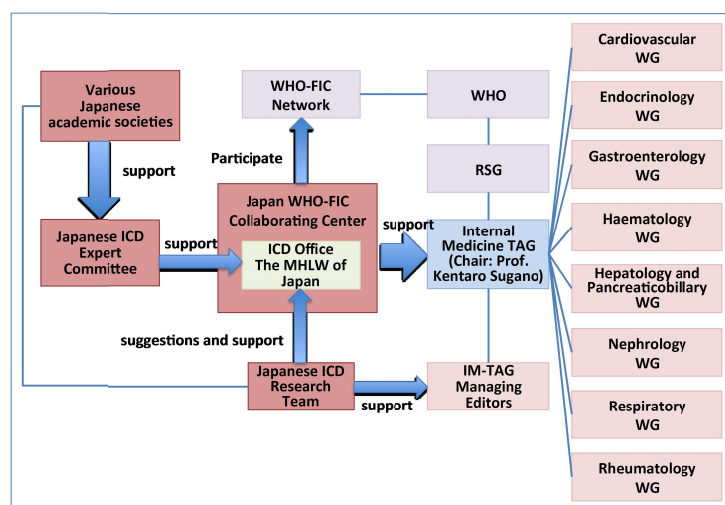 Various
Japanese
academic societies
support
Japanese ICD
Expert
Committee
support
WHO-FIC
Network
Participate
Japan WHO-FIC
Collaborating Center
ICD Office
The MHLW of
Japan
suggestions and support
Japanese ICD
Research
Team
support
support
WHO
RSG
Internal
Medicine TAG
(Chair: Prof.
Kentaro Sugano)
IM-TAG
Managing
Editors
Cardiovascular
WG
Endocrinology
WG
Gastroenterology
WG
Haematology
WG
Hepatology and
Pancreaticobillary
WG
Nephrology
WG
Respiratory
WG
Rheumatology
WG